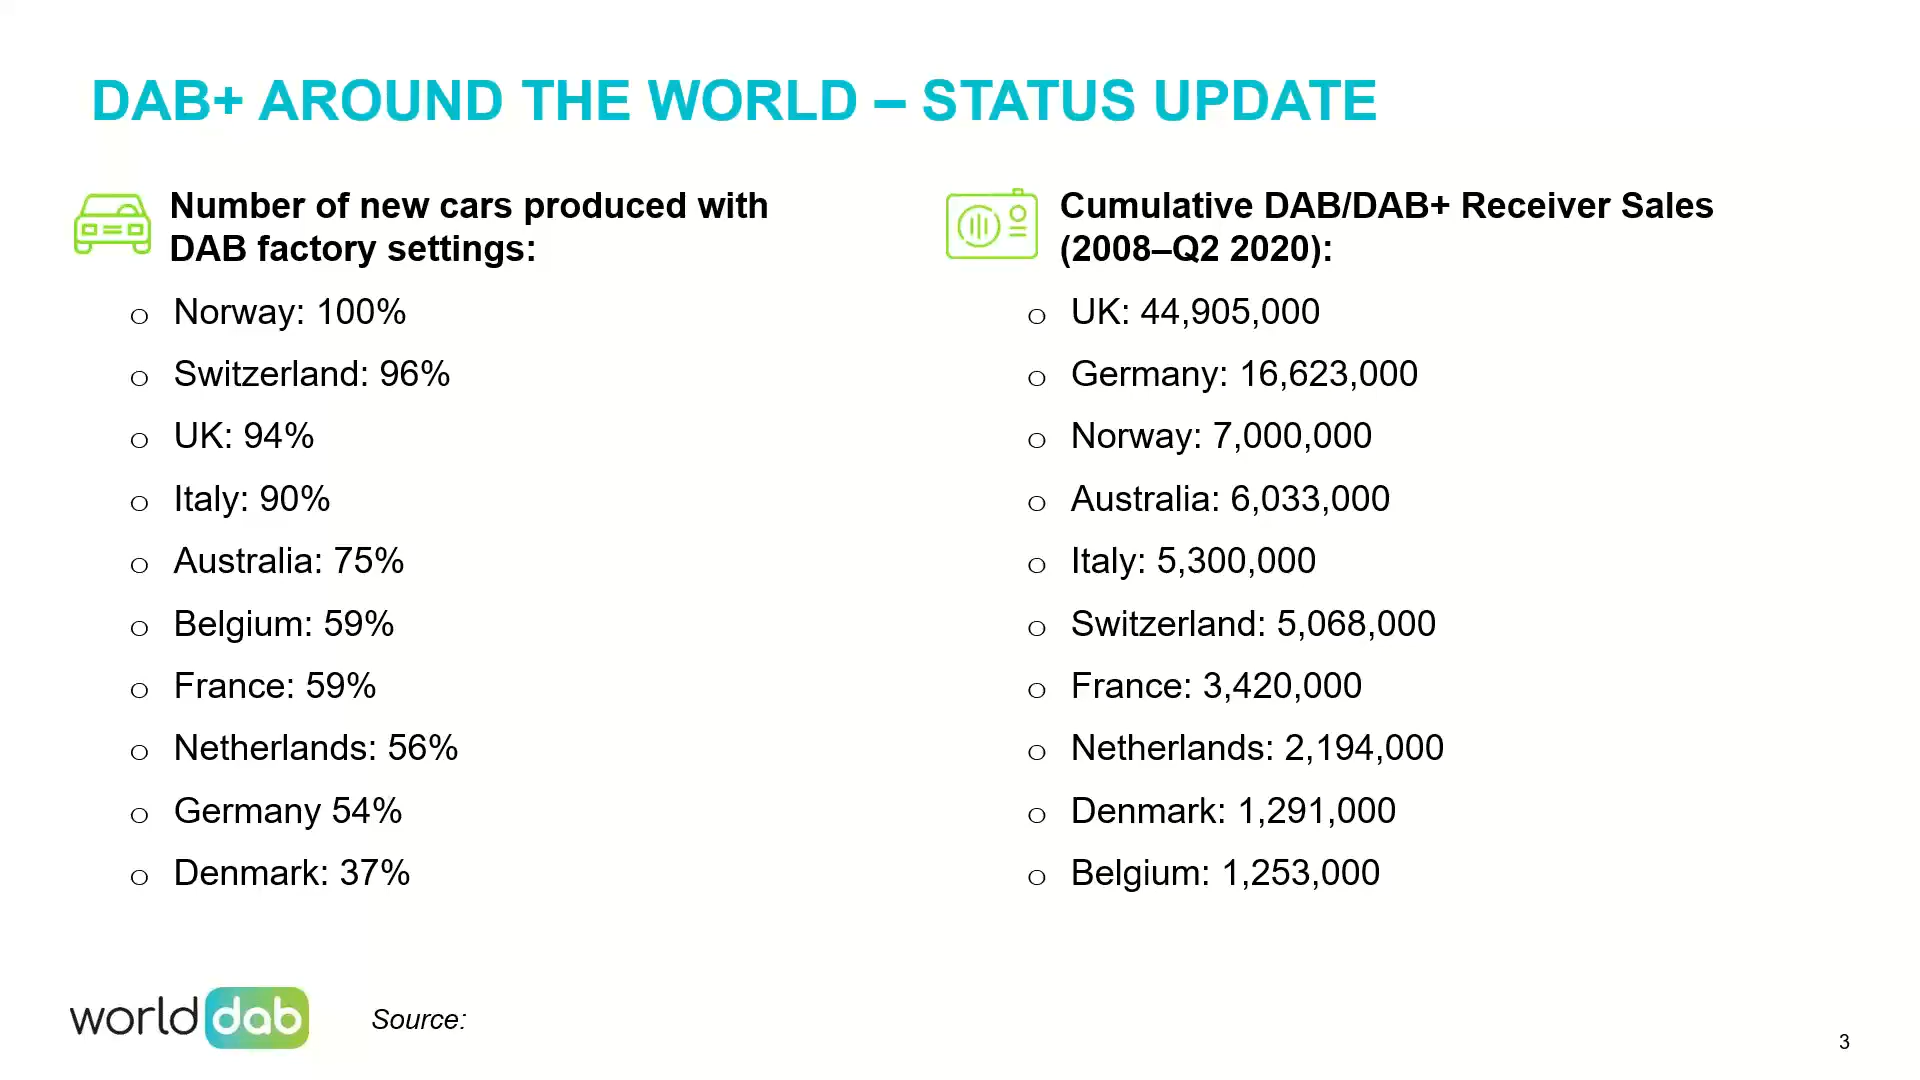 DAB+ AROUND THE WORLD – STATUS UPDATE
Number of new cars produced with
DAB factory settings:
o Norway: 100%
o Switzerland: 96%
o UK: 94%
o Italy: 90%
o Australia: 75%
o Belgium: 59%
o France: 59%
o Netherlands: 56%
o Germany 54%
o Denmark: 37%
Cumulative DAB/DAB+ Receiver Sales
(2008–Q2 2020):
o UK: 44,905,000
o Germany: 16,623,000
o Norway: 7,000,000
o Australia: 6,033,000
o Italy: 5,300,000
o Switzerland: 5,068,000
o France: 3,420,000
o Netherlands: 2,194,000
o Denmark: 1,291,000
o Belgium: 1,253,000
world dab
Source:
3